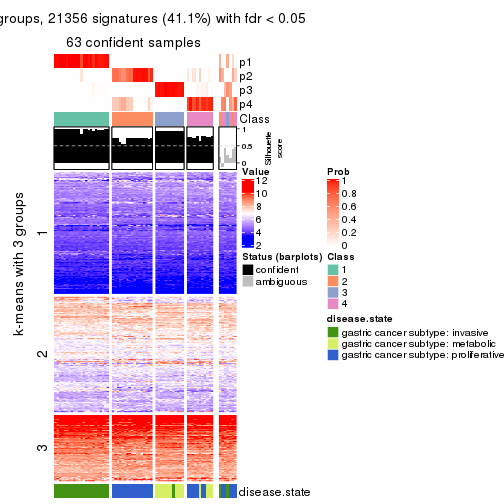 groups, 21356 signatures (41.1%) with fdr < 0.05
63 confident samples
p1
p2
p3
p4
Class
1
0.5
0
Silhouette
score
k-means with 3 groups
1
2
3
Value
12
10
8
6
4
2
Prob
1
0.8
0.6
0.4
0.2
0
Status (barplots)
confident
ambiguous
Class
1
2
3
4
disease.state
gastric cancer subtype: invasive
gastric cancer subtype: metabolic
gastric cancer subtype: proliferative
disease.state